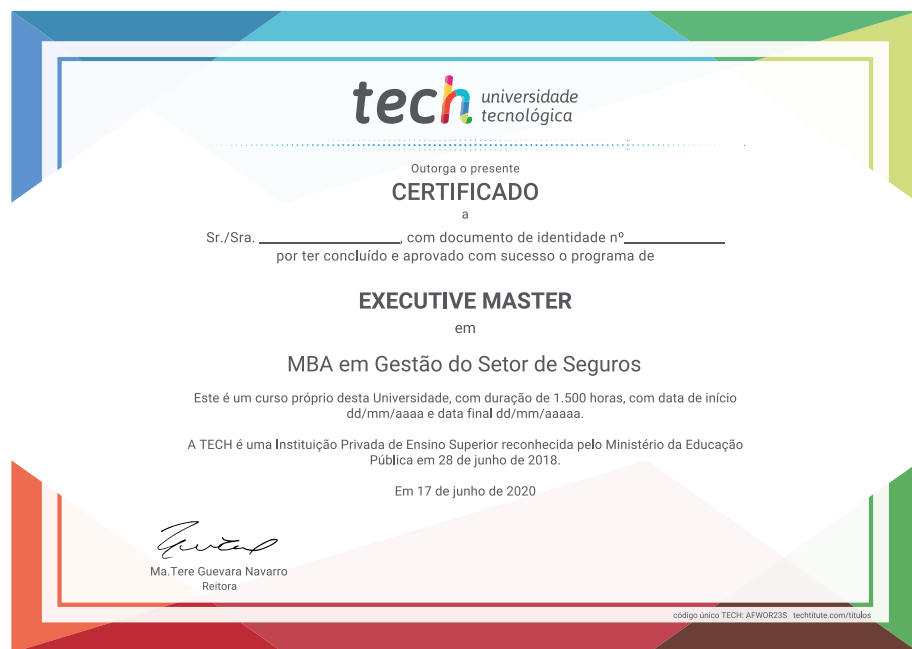 tech universidade
tecnológica
Outorga o presente
CERTIFICADO
a
Sr./Sra. ____________________, com documento de identidade nº______________
por ter concluído e aprovado com sucesso o programa de
EXECUTIVE MASTER
em
MBA em Gestão do Setor de Seguros
Este é um curso próprio desta Universidade, com duração de 1.500 horas, com data de início
dd/mm/aaaa e data final dd/mm/aaaaa.
A TECH é uma Instituição Privada de Ensino Superior reconhecida pelo Ministério da Educação
Pública em 28 de junho de 2018.
Em 17 de junho de 2020
Ma.Tere Guevara Navarro
Reitora
código único TECH: AFWOR23S techtitute.com/titulos